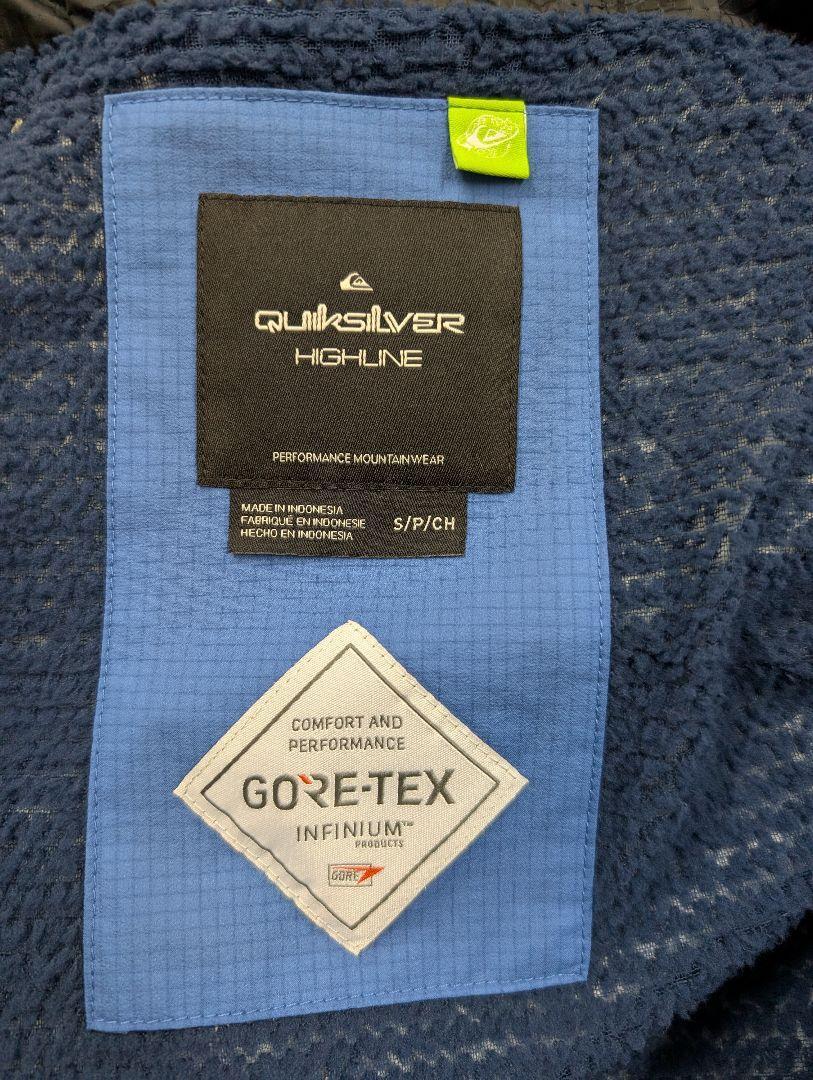 QUIKSILVER
HIGHLINE
PERFORMANCE MOUNTAINWEAR
MADE IN INDONESIA
FABRIQUÉ EN INDONESIE
HECHO EN INDONESIA
S/P/CH
COMFORT AND
PERFORMANCE
GORE-TEX
INFINIUM™
PRODUCTS
GORE